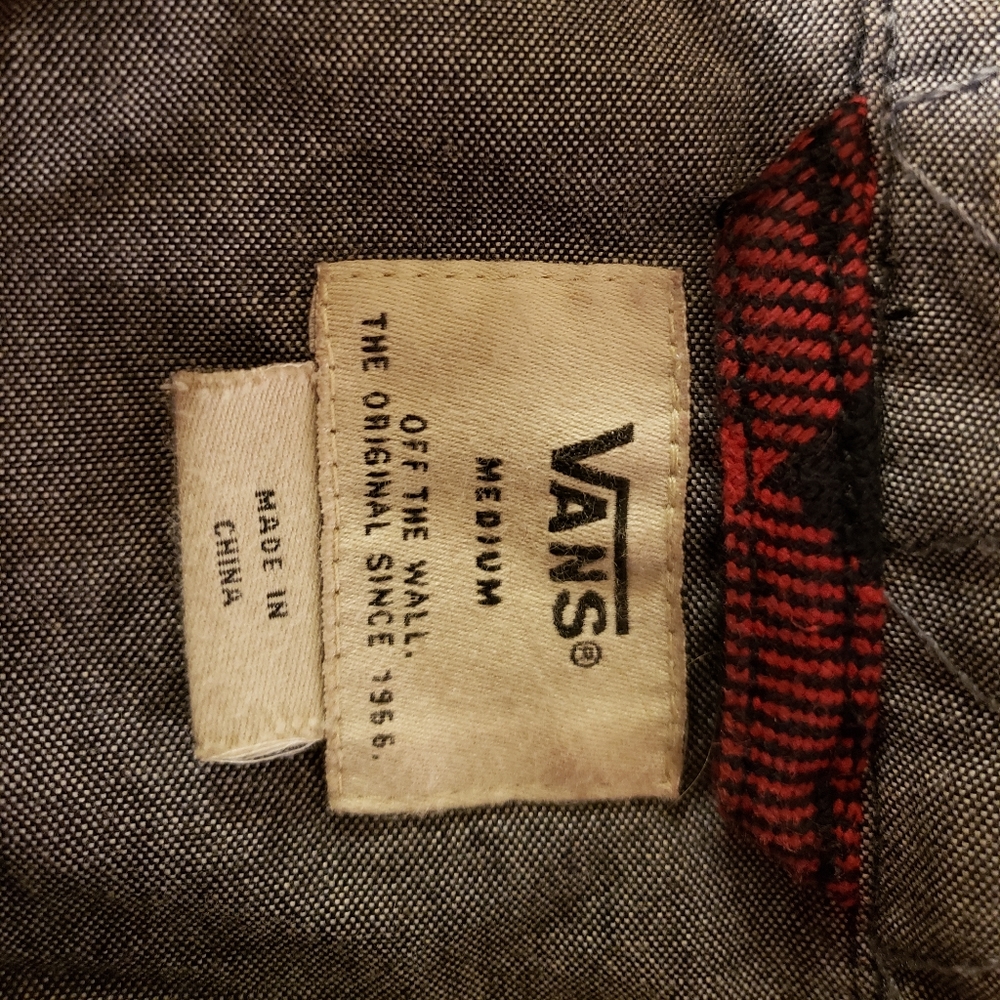 VANS®
MEDIUM
OFF THE WALL.
THE ORIGINAL SINCE 1966.
MADE IN
CHINA